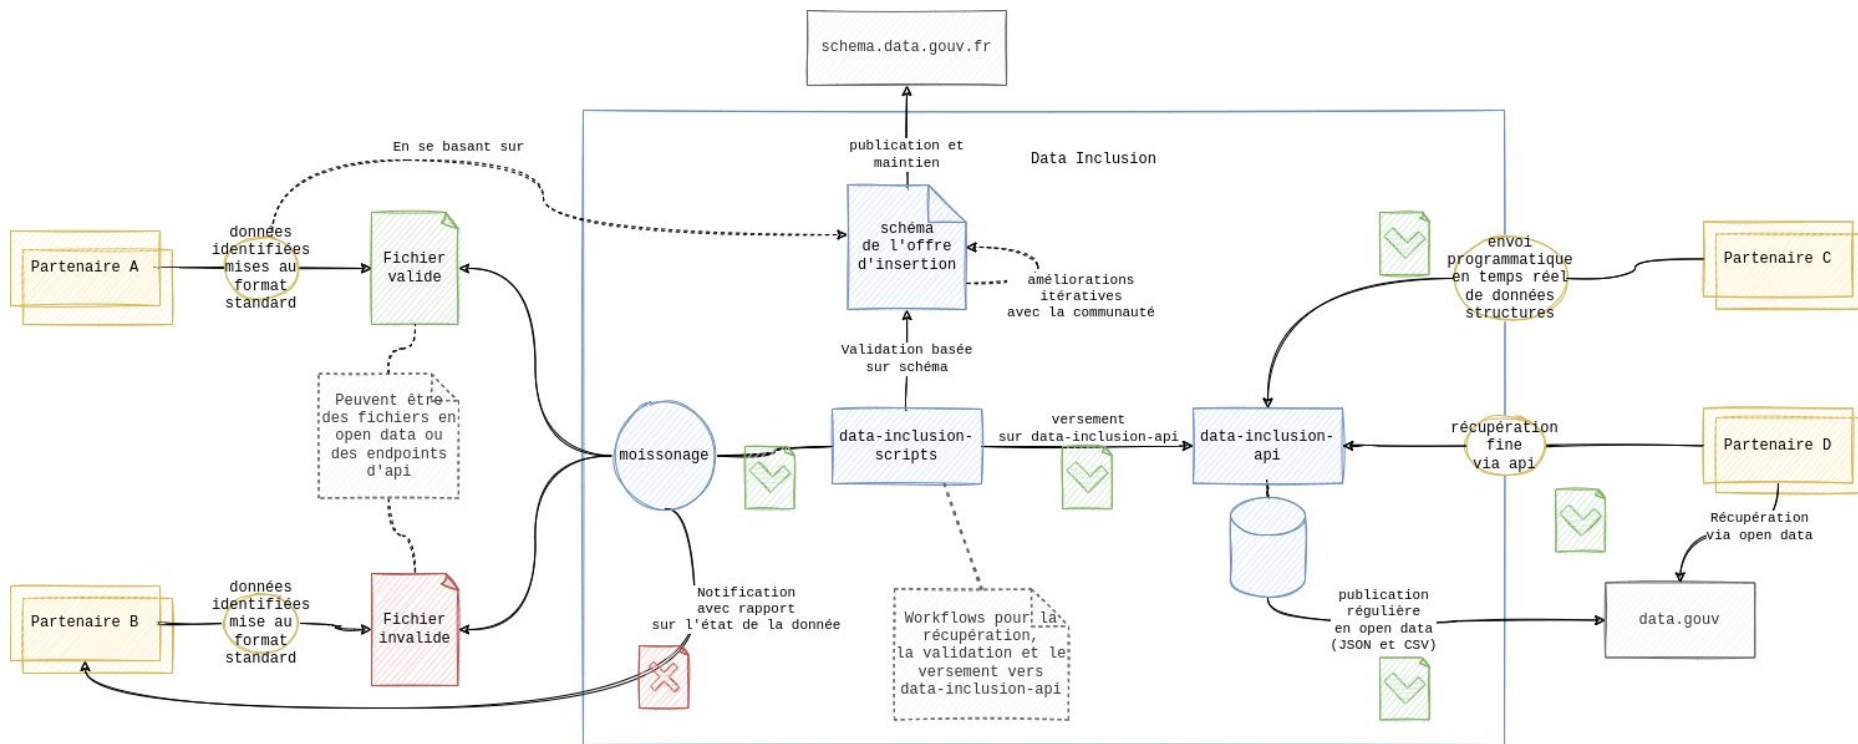 schema.data.gouv.fr
publication et
maintien
Data Inclusion
En se basant sur
schéma
de l'offre
d'insertion
améliorations
itératives
avec la communauté
Partenaire A
données
identifiées
mises au
format
standard
Fichier
valide
envoi
programmatique
en temps réel
de données
structures
Partenaire C
Validation basée
sur schéma
Peuvent être
des fichiers en
open data ou
des endpoints
d'api
moissonage
data-inclusion-
scripts
versement
sur data-inclusion-api
data-inclusion-
api
récupération
fine
via api
Partenaire D
Récupération
via open data
Partenaire B
données
identifiées
mise au
format
standard
Fichier
invalide
Notification
avec rapport
sur l'état de la donnée
Workflows pour la
récupération,
la validation et le
versement vers
data-inclusion-api
publication
régulière
en open data
(JSON et CSV)
data.gouv